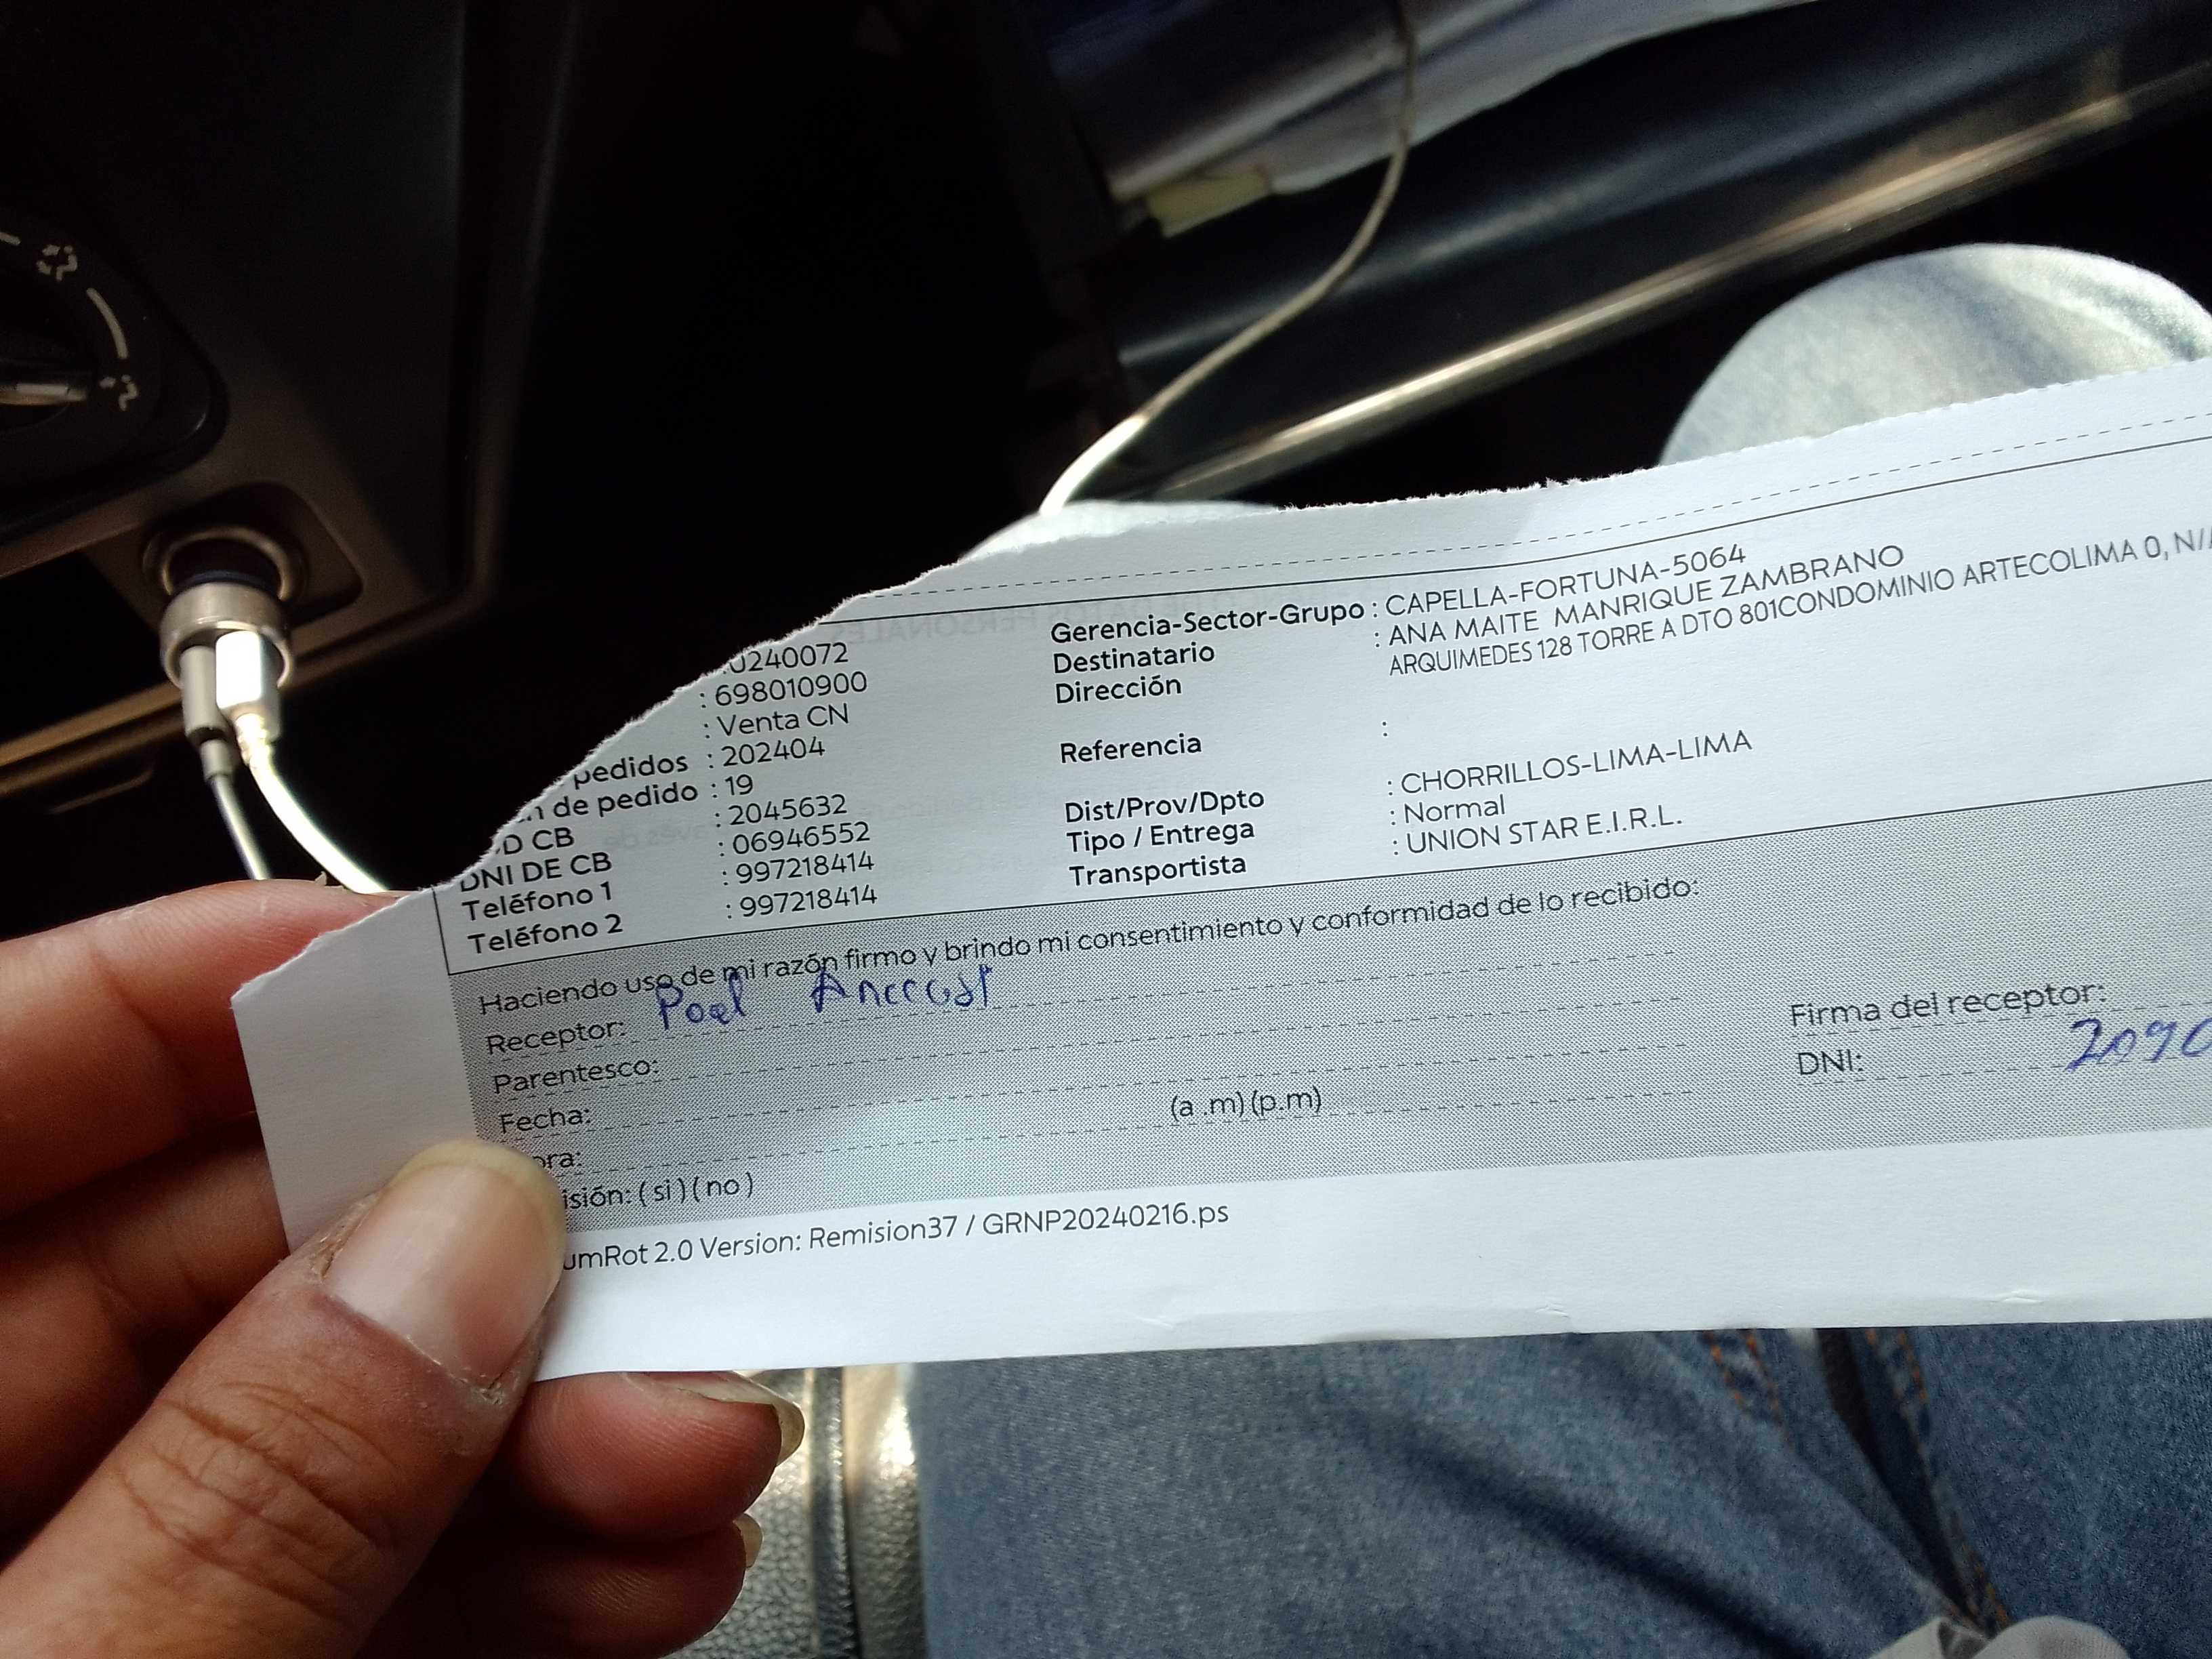 0240072 Gerencia-Sector-Grupo : CAPELLA-FORTUNA-5064
: 698010900 Destinatario : ANA MAITE MANRIQUE ZAMBRANO
: Venta CN Dirección ARQUIMEDES 128 TORRE A DTO 801CONDOMINIO ARTECOLIMA 0, N/
pedidos : 202404
de pedido : 19 Referencia :
D CB : 2045632
DNI DE CB : 06946552 Dist/Prov/Dpto : CHORRILLOS-LIMA-LIMA
Teléfono 1 : 997218414 Tipo / Entrega : Normal
Teléfono 2 : 997218414 Transportista : UNION STAR E.I.R.L.
Haciendo uso de mi razón firmo y brindo mi consentimiento y conformidad de lo recibido:
Receptor: Poel
Parentesco: Firma del receptor:
Fecha: DNI: 2090
ora: (a .m) (p.m)
isión: ( si ) ( no )
umRot 2.0 Version: Remision37 / GRNP20240216.ps